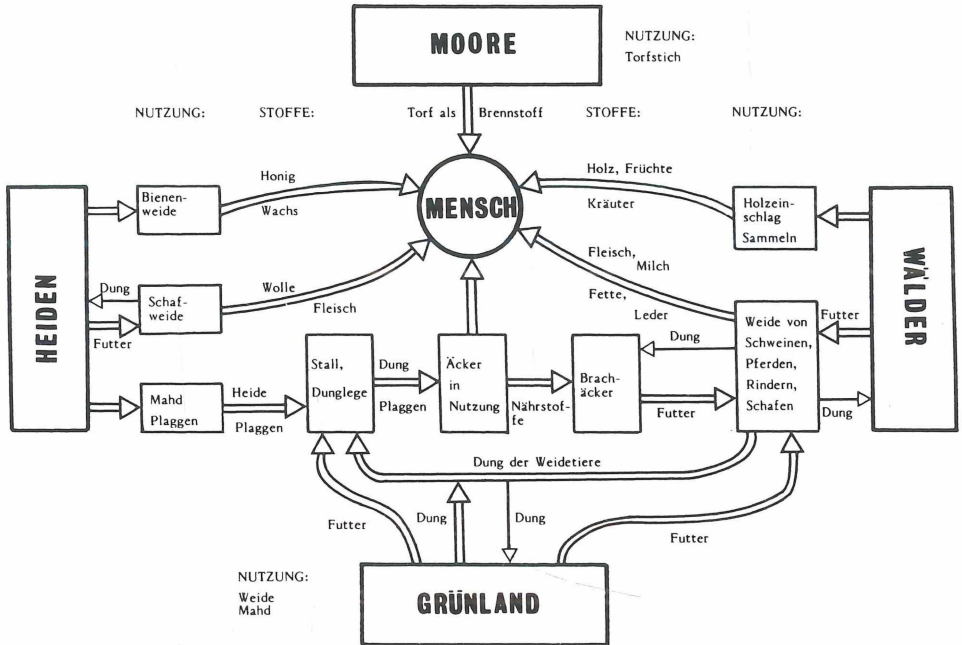 MOORE
NUTZUNG:
Torfstich
NUTZUNG:
STOFFE:
Torf als
Brennstoff
STOFFE:
NUTZUNG:
HEIDEN
Bienen-
weide
Honig
Wachs
MENSCH
Holz, Früchte
Kräuter
Holzein-
schlag
Sammeln
WÄLDER
Dung
Futter
Schaf-
weide
Wolle
Fleisch
Fleisch,
Milch
Fette,
Leder
Weide von
Schweinen,
Pferden,
Rindern,
Schafen
Futter
Dung
Mahd
Plaggen
Heide
Plaggen
Stall,
Dunglege
Dung
Plaggen
Äcker
in
Nutzung
Nährstof-
fe
Brach-
äcker
Dung
Futter
Dung der Weidetiere
Futter
Dung
Dung
Futter
NUTZUNG:
Weide
Mahd
GRÜNLAND